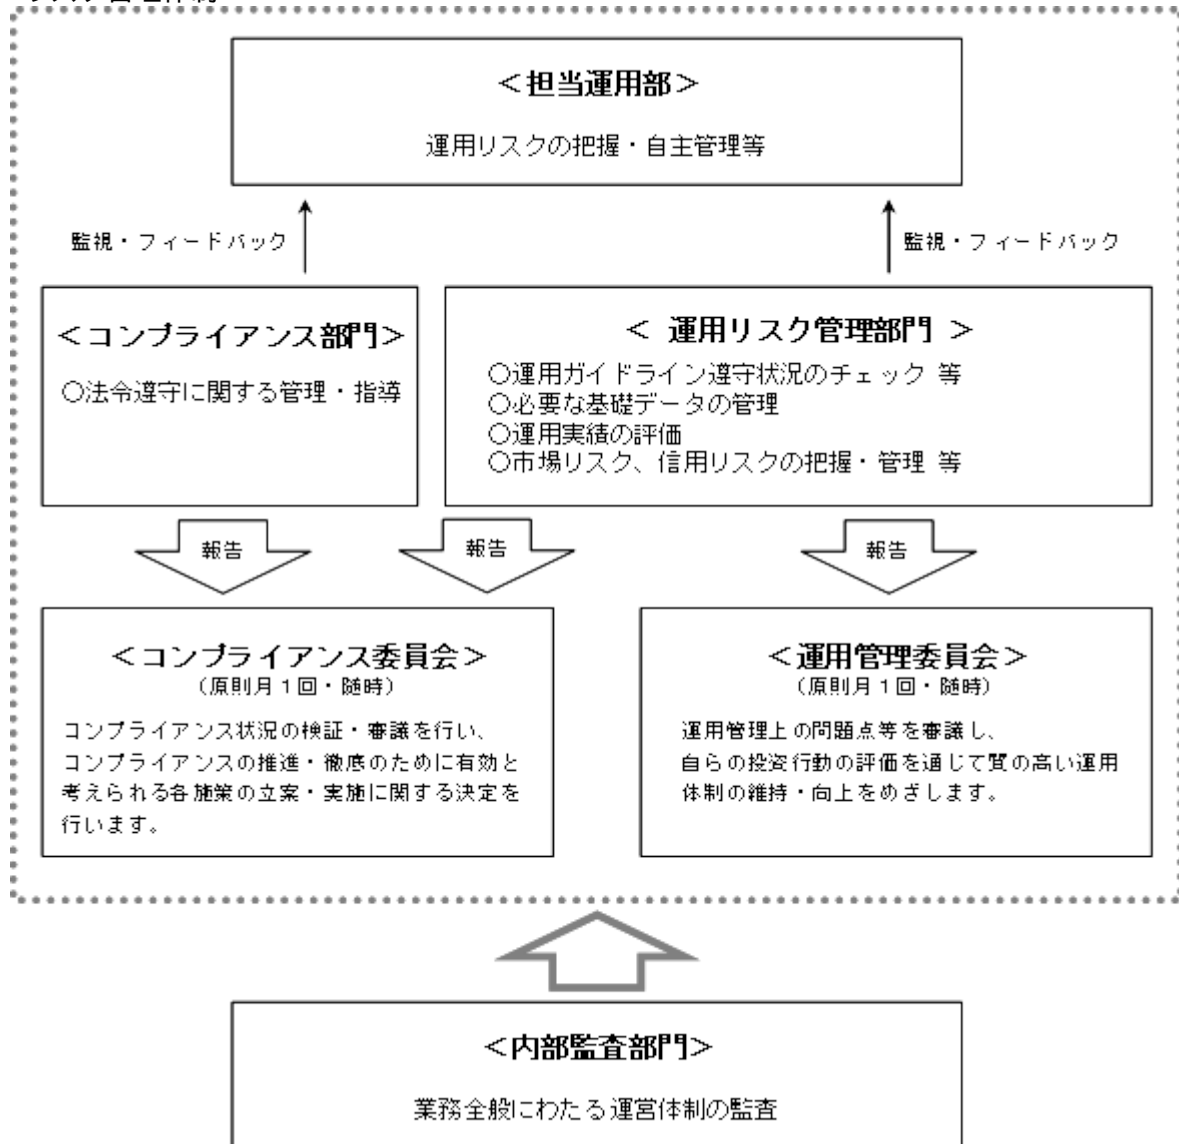 ＜担当運用部＞
運用リスクの把握・自主管理等
監視・フィードバック
監視・フィードバック
＜コンプライアンス部門＞
○法令遵守に関する管理・指導
＜ 運用リスク管理部門 ＞
○運用ガイドライン遵守状況のチェック 等
○必要な基礎データの管理
○運用実績の評価
○市場リスク、信用リスクの把握・管理 等
報告
報告
報告
＜コンプライアンス委員会＞
（原則月１回・随時）
コンプライアンス状況の検証・審議を行い、
コンプライアンスの推進・徹底のために有効と
考えられる各施策の立案・実施に関する決定を
行います。
＜運用管理委員会＞
（原則月１回・随時）
運用管理上の問題点等を審議し、
自らの投資行動の評価を通じて質の高い運用
体制の維持・向上をめざします。
＜内部監査部門＞
業務全般にわたる運営体制の監査